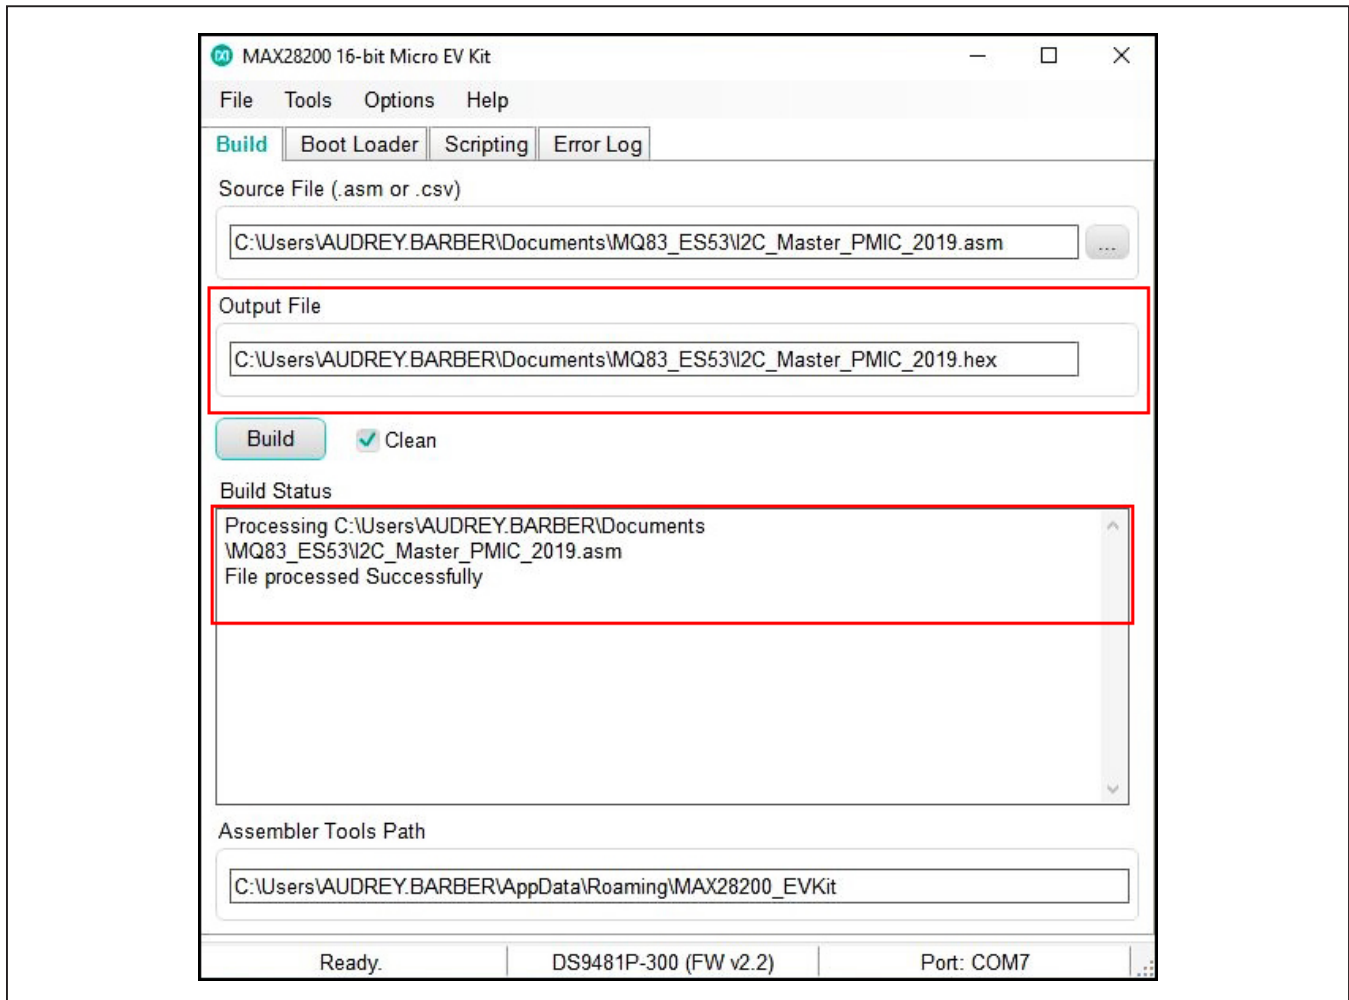 MAX28200 16-bit Micro EV Kit
File Tools Options Help
Build Boot Loader Scripting Error Log
Source File (.asm or .csv)
C:\Users\AUDREY.BARBER\Documents\MQ83_ES53\I2C_Master_PMIC_2019.asm ...
Output File
C:\Users\AUDREY.BARBER\Documents\MQ83_ES53\I2C_Master_PMIC_2019.hex
Build Clean
Build Status
Processing C:\Users\AUDREY.BARBER\Documents
\MQ83_ES53\I2C_Master_PMIC_2019.asm
File processed Successfully
Assembler Tools Path
C:\Users\AUDREY.BARBER\AppData\Roaming\MAX28200_EVKit
Ready. DS9481P-300 (FW v2.2) Port: COM7